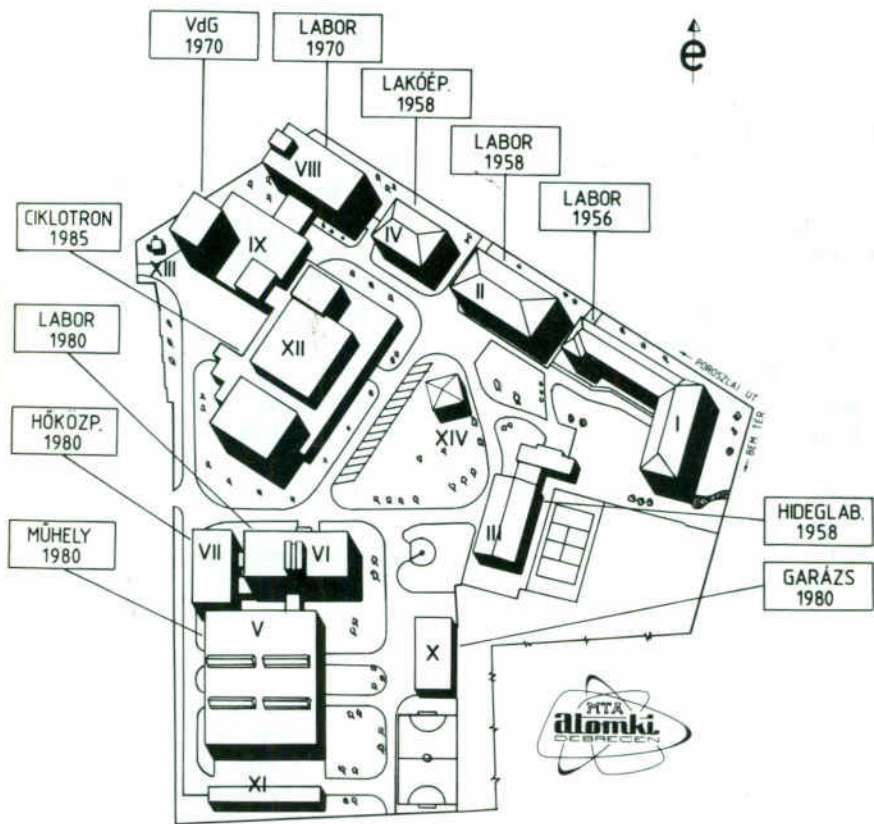 VdG
1970
LABOR
1970
LAKÓÉP.
1958
LABOR
1958
LABOR
1956
é
CIKLOTRON
1985
LABOR
1980
HŐKÖZP.
1980
MŰHELY
1980
HIDEGLAB.
1958
GARÁZS
1980
VIII
IV
IX
XIII
II
XII
XIV
I
III
VII
VI
V
X
XI
POROSZLAI ÚT
BEM TÉR
MTA
atomki
DEBRECEN